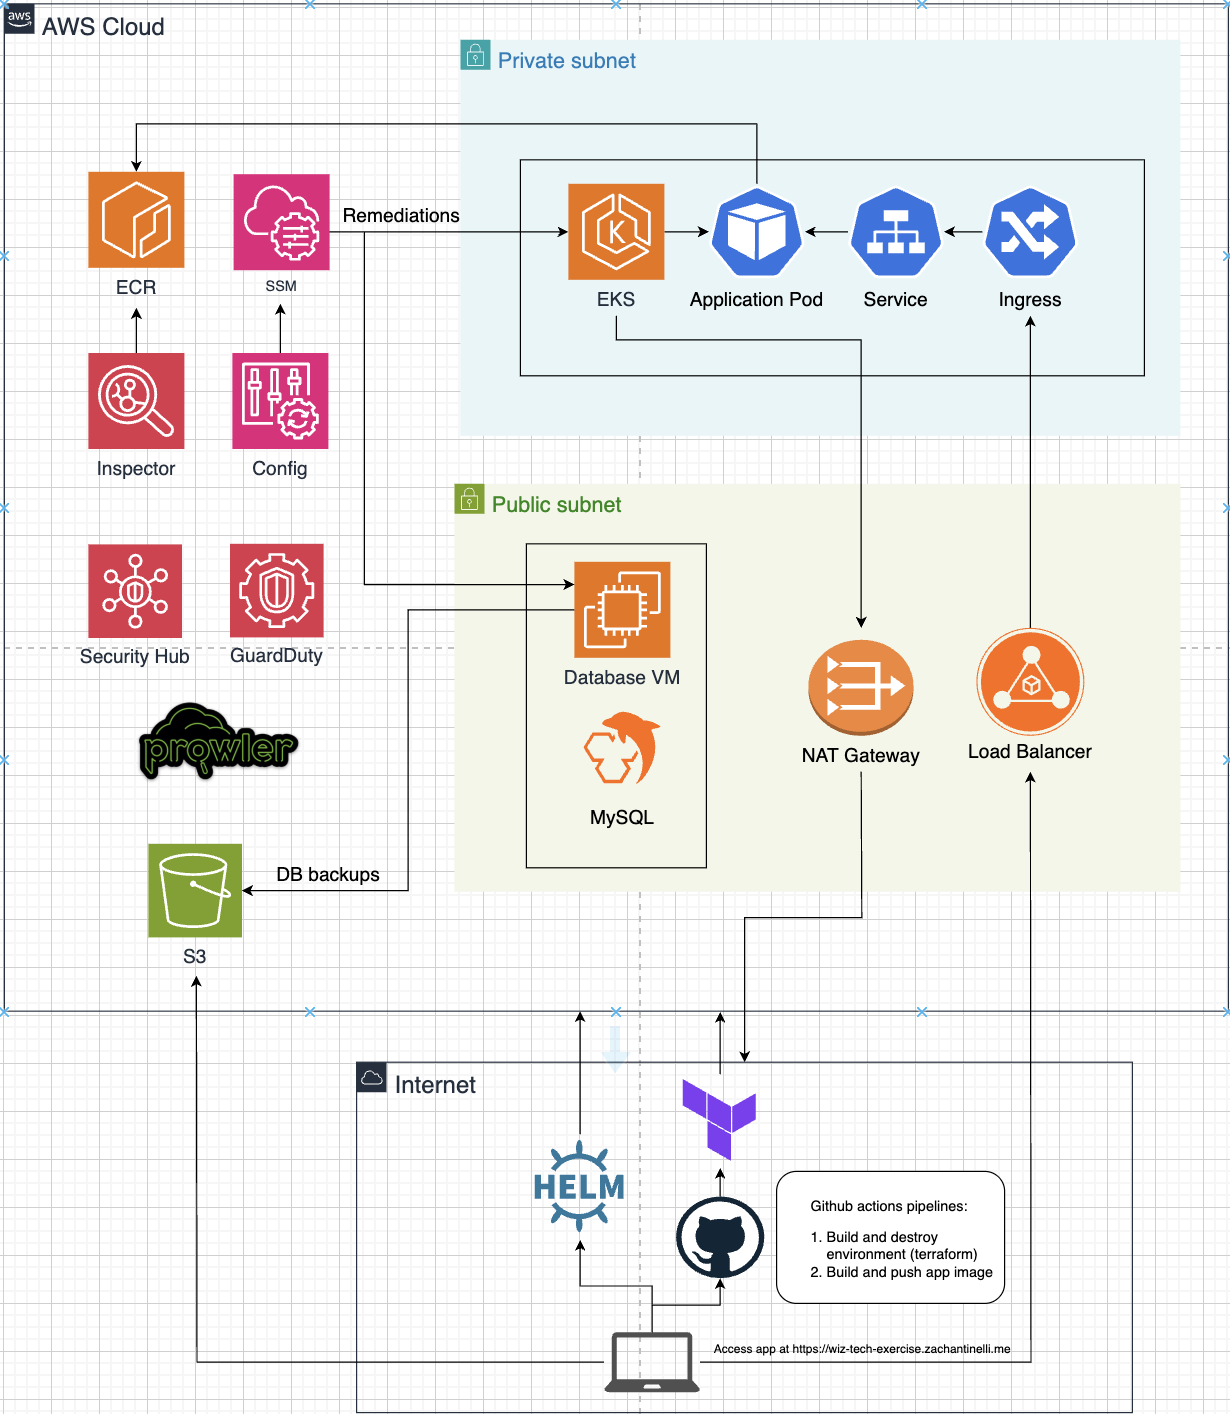 aws
AWS Cloud
Private subnet
Remediations
K
ECR
SSM
EKS
Application Pod
Service
Ingress
Inspector
Config
Public subnet
Security Hub
GuardDuty
Database VM
prowler
NAT Gateway
Load Balancer
MySQL
DB backups
S3
Internet
HELM
Github actions pipelines:
1. Build and destroy
environment (terraform)
2. Build and push app image
Access app at https://wiz-tech-exercise.zachantinelli.me